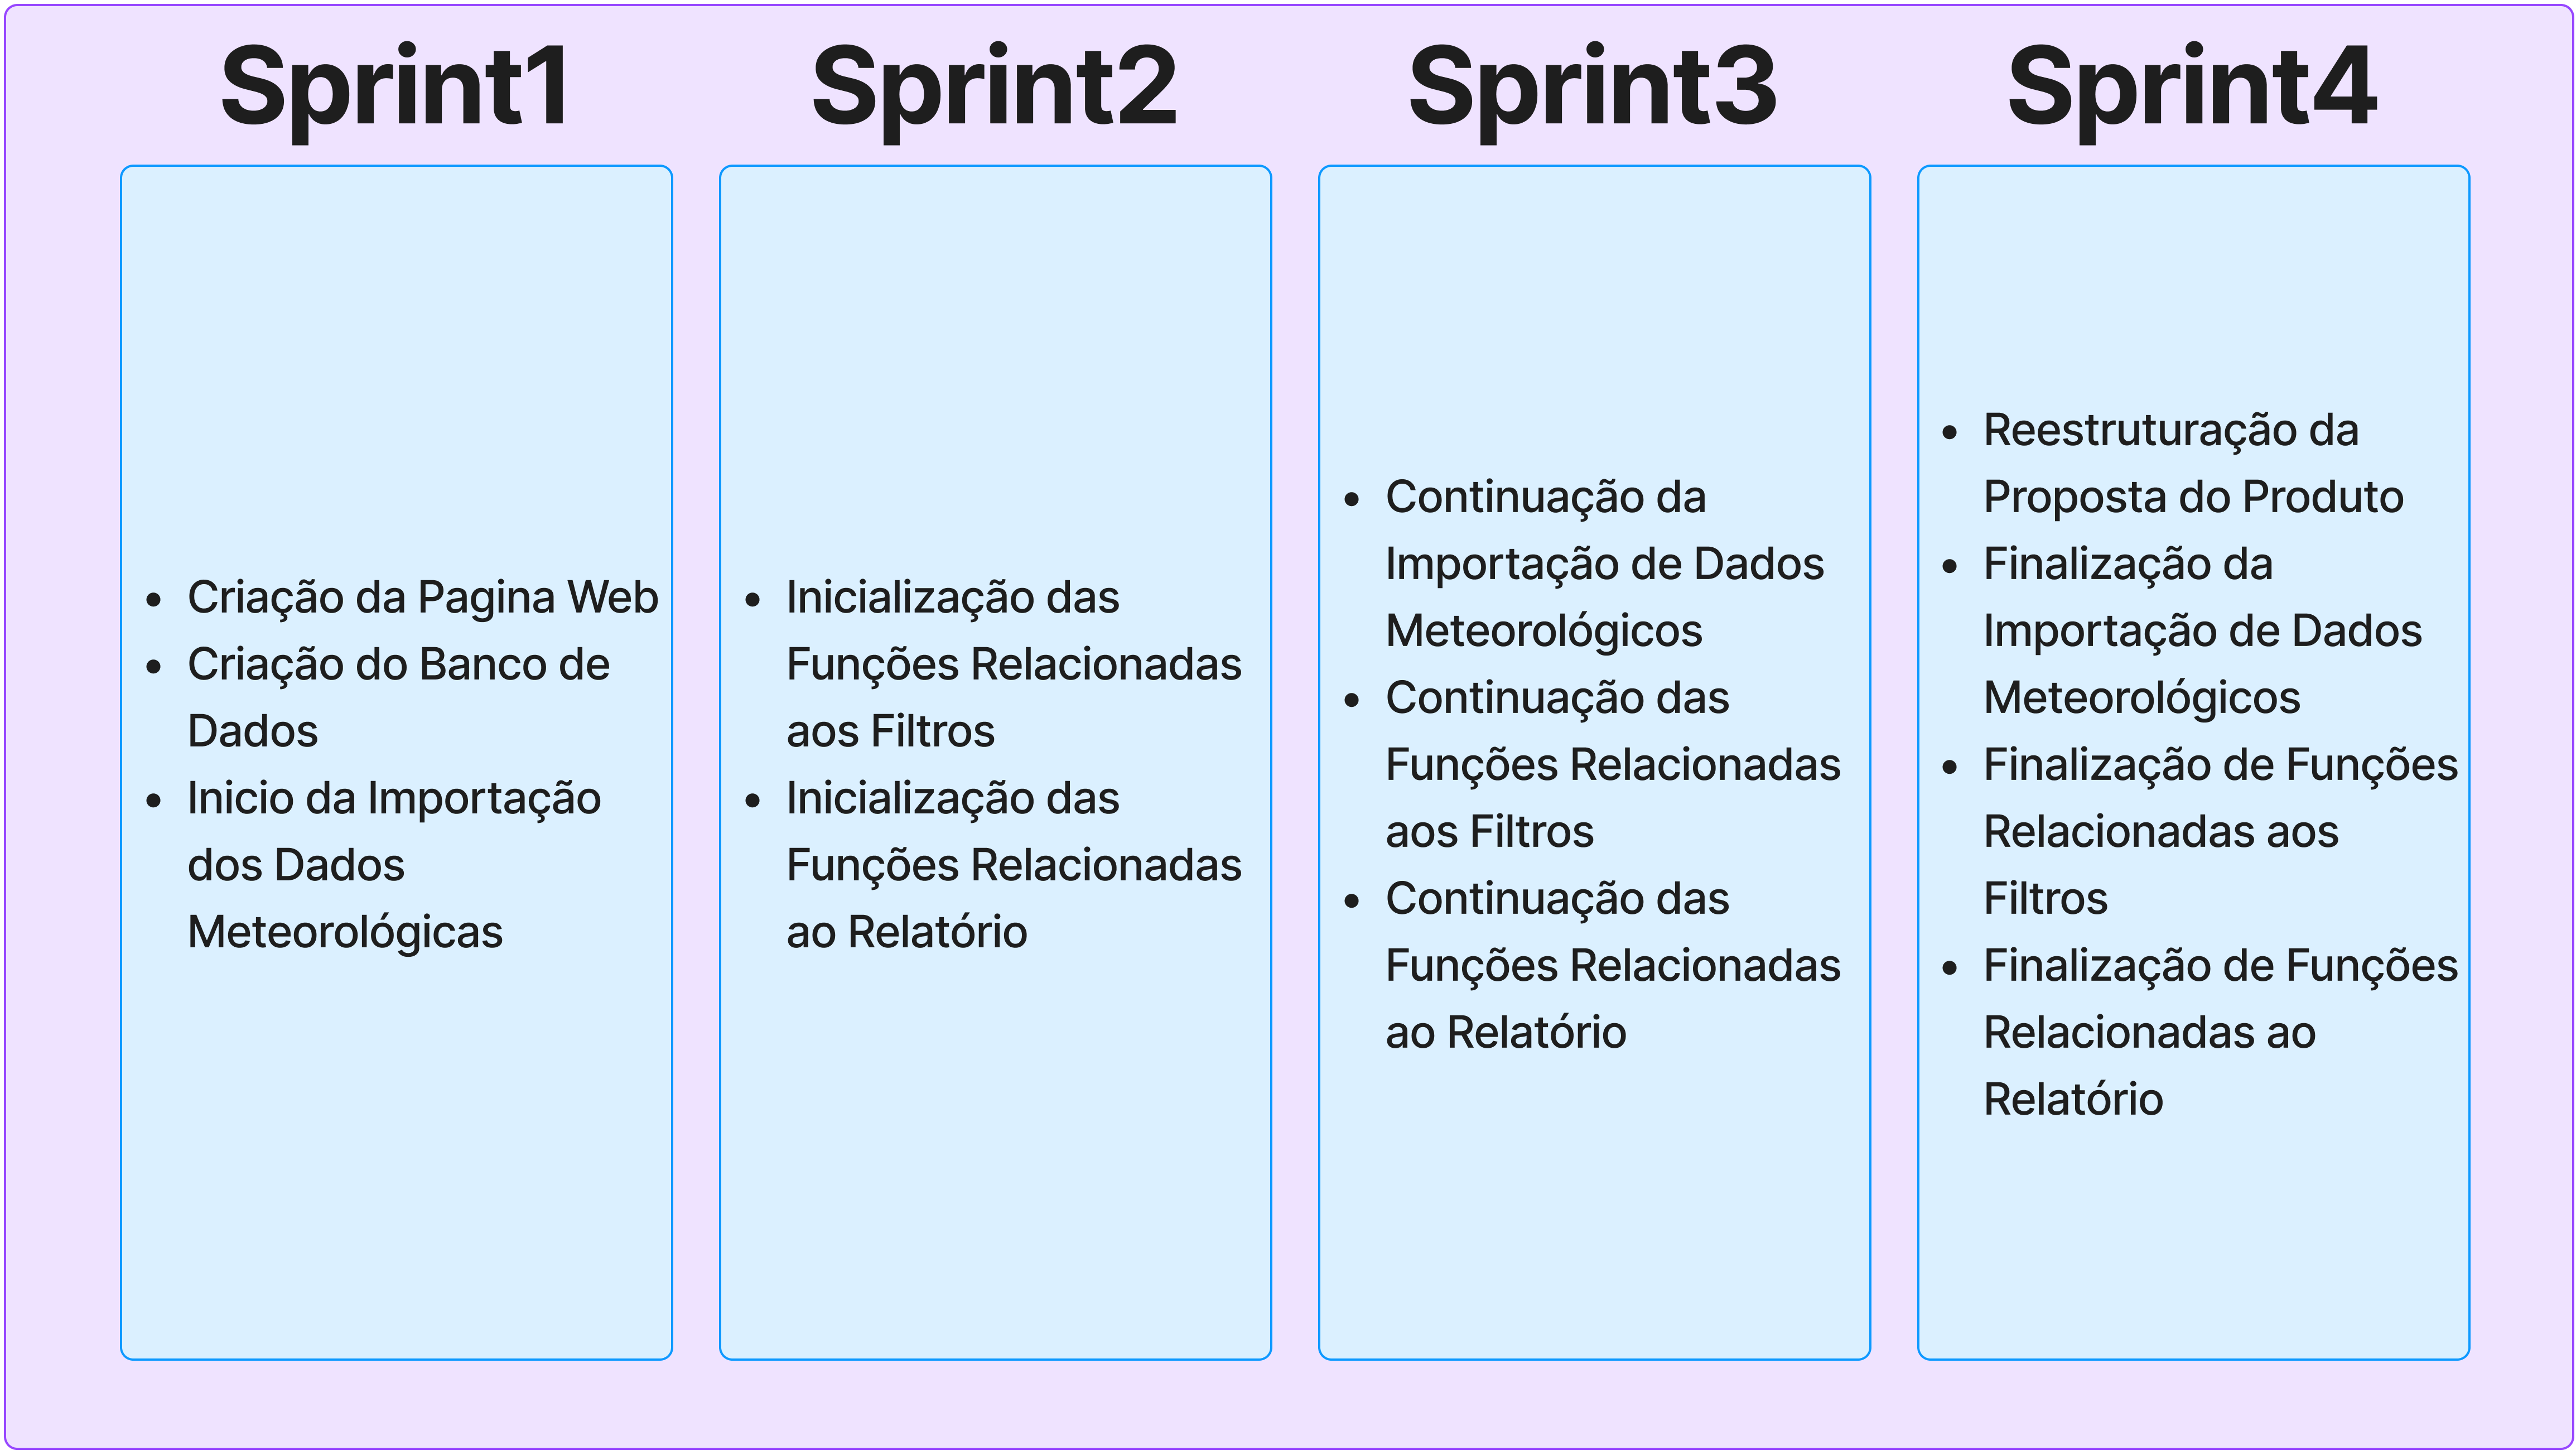 Sprint1
• Criação da Pagina Web
• Criação do Banco de
Dados
• Inicio da Importação
dos Dados
Meteorológicas
Sprint2
• Inicialização das
Funções Relacionadas
aos Filtros
• Inicialização das
Funções Relacionadas
ao Relatório
Sprint3
• Continuação da
Importação de Dados
Meteorológicos
• Continuação das
Funções Relacionadas
aos Filtros
• Continuação das
Funções Relacionadas
ao Relatório
Sprint4
• Reestruturação da
Proposta do Produto
• Finalização da
Importação de Dados
Meteorológicos
• Finalização de Funções
Relacionadas aos
Filtros
• Finalização de Funções
Relacionadas ao
Relatório